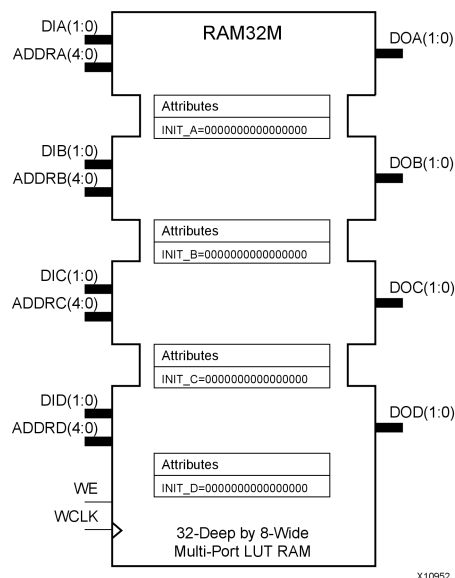 DIA(1:0)
ADDRA(4:0)
RAM32M
DOA(1:0)
Attributes
INIT_A=0000000000000000
DIB(1:0)
ADDRB(4:0)
DOB(1:0)
Attributes
INIT_B=0000000000000000
DIC(1:0)
ADDRC(4:0)
DOC(1:0)
Attributes
INIT_C=0000000000000000
DID(1:0)
ADDRD(4:0)
DOD(1:0)
Attributes
INIT_D=0000000000000000
WE
WCLK
32-Deep by 8-Wide
Multi-Port LUT RAM
X10952